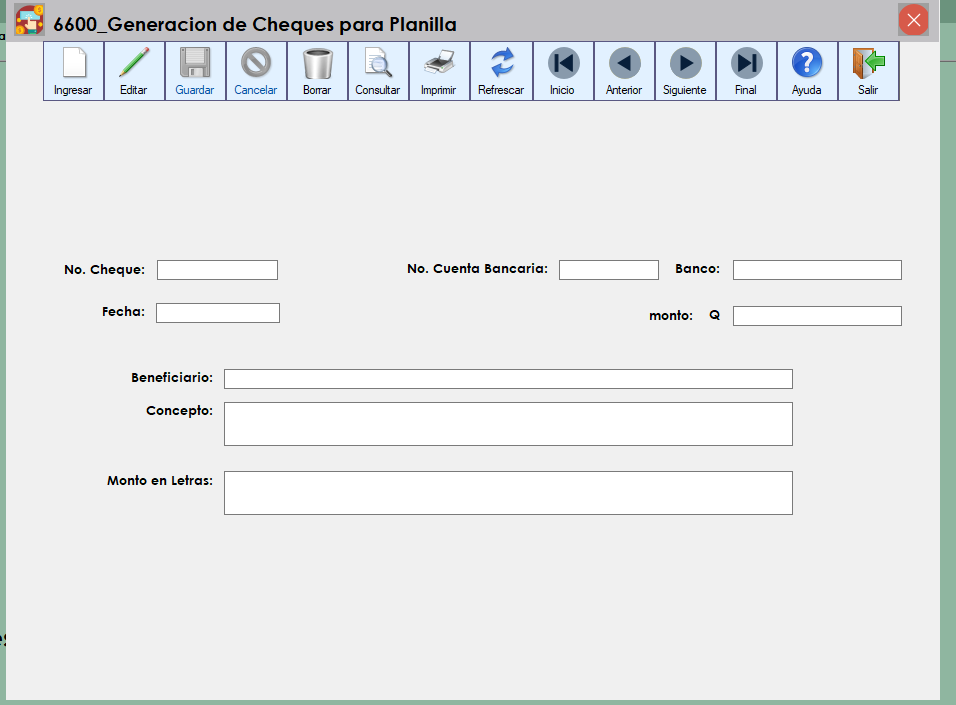 6600_Generacion de Cheques para Planilla
Ingresar Editar Guardar Cancelar Borrar Consultar Imprimir Refrescar Inicio Anterior Siguiente Final Ayuda Salir
No. Cheque: No. Cuenta Bancaria: Banco:
Fecha: monto: Q
Beneficiario:
Concepto:
Monto en Letras: